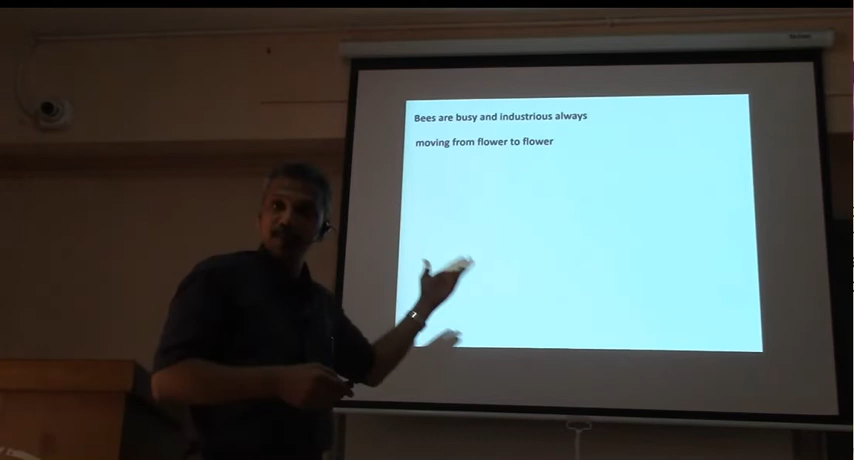 Bees are busy and industrious always
moving from flower to flower